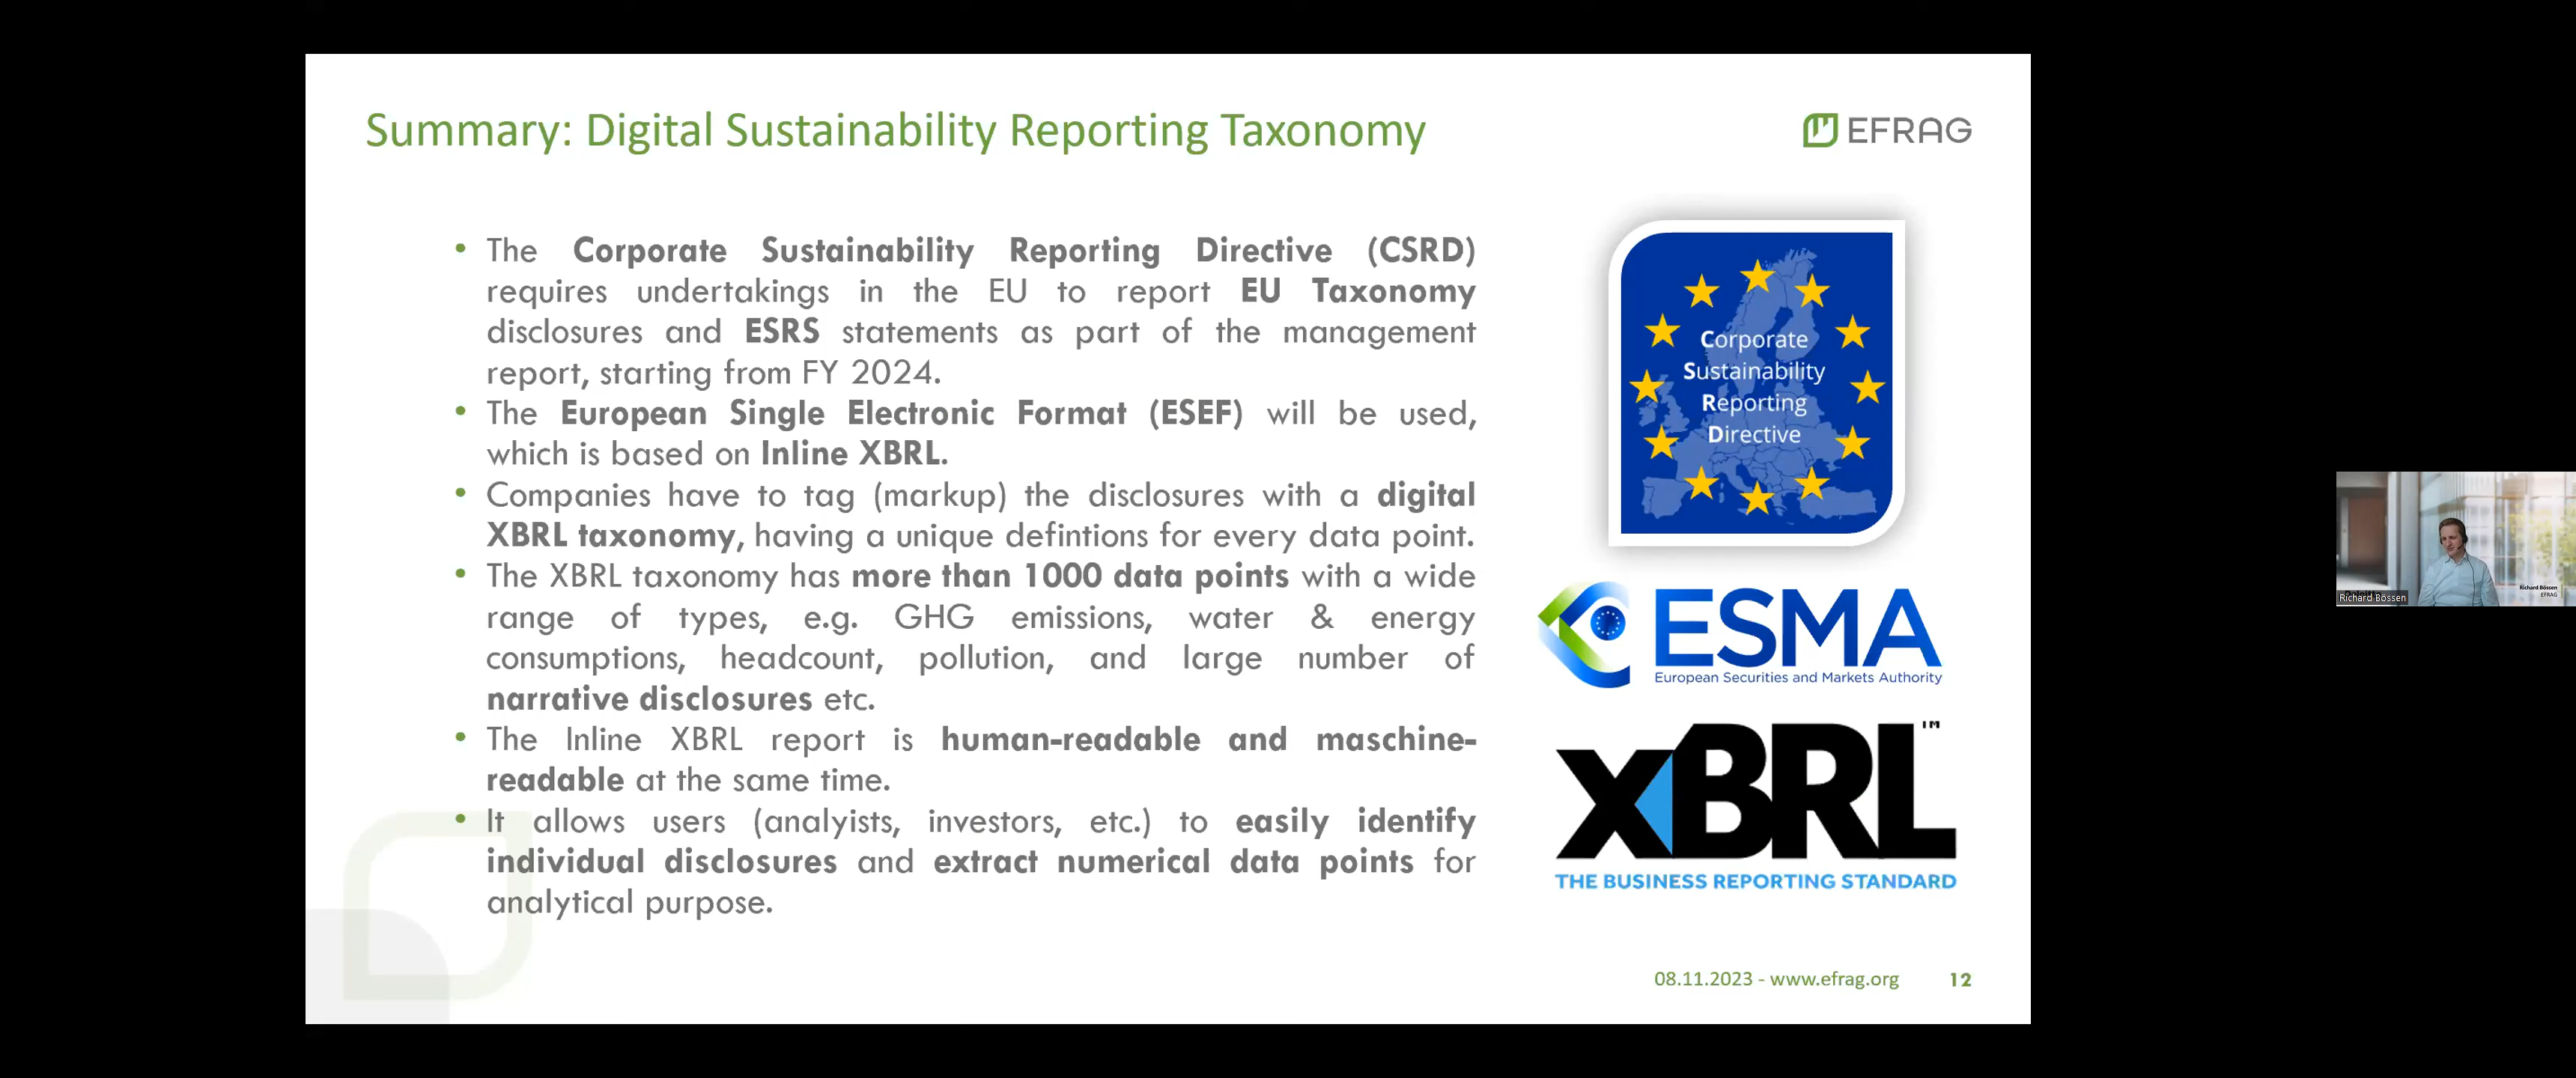 Summary: Digital Sustainability Reporting Taxonomy
EFRAG
• The Corporate Sustainability Reporting Directive (CSRD)
requires undertakings in the EU to report EU Taxonomy
disclosures and ESRS statements as part of the management
report, starting from FY 2024.
• The European Single Electronic Format (ESEF) will be used,
which is based on Inline XBRL.
• Companies have to tag (markup) the disclosures with a digital
XBRL taxonomy, having a unique defintions for every data point.
• The XBRL taxonomy has more than 1000 data points with a wide
range of types, e.g. GHG emissions, water & energy
consumptions, headcount, pollution, and large number of
narrative disclosures etc.
• The Inline XBRL report is human-readable and maschine-
readable at the same time.
• It allows users (analyists, investors, etc.) to easily identify
individual disclosures and extract numerical data points for
analytical purpose.
Corporate
Sustainability
Reporting
Directive
ESMA
European Securities and Markets Authority
XBRL™
THE BUSINESS REPORTING STANDARD
08.11.2023 - www.efrag.org 12
Richard Bössen
EFRAG
Richard Bössen